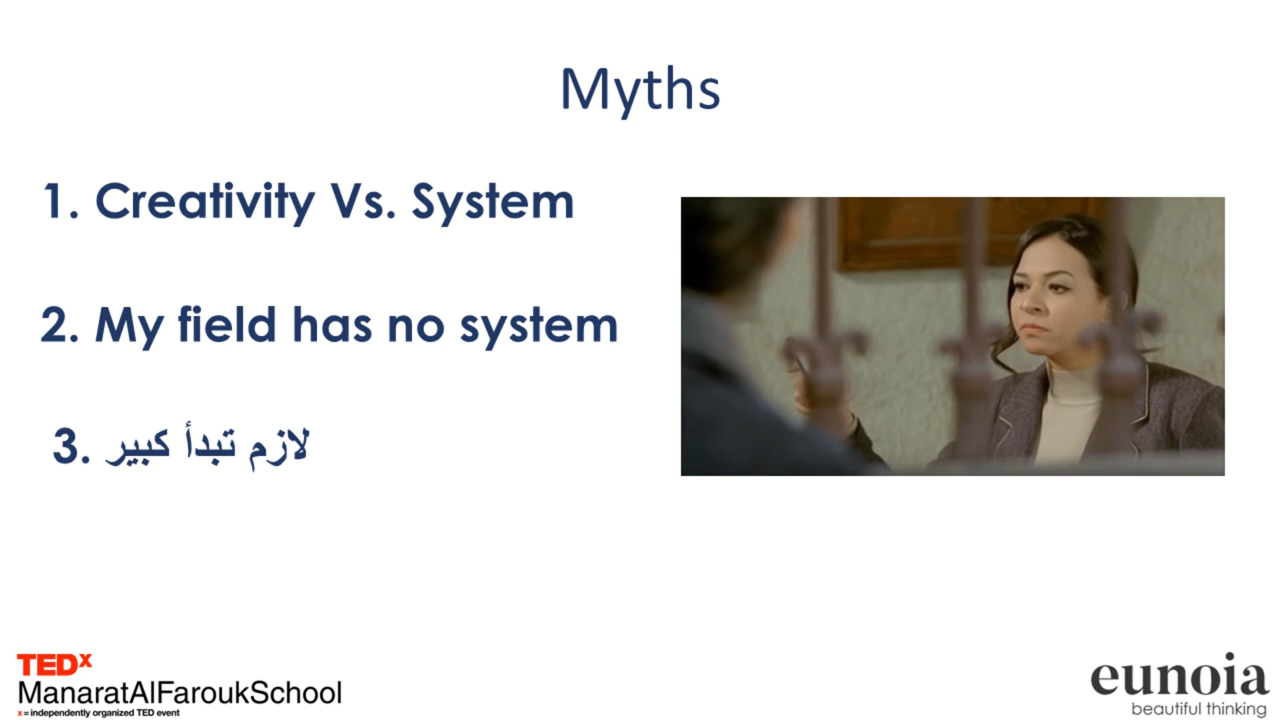 Myths
1. Creativity Vs. System
2. My field has no system
3. لازم تبدأ كبير
TEDx
ManaratAlFaroukSchool
x = independently organized TED event
eunoia
beautiful thinking